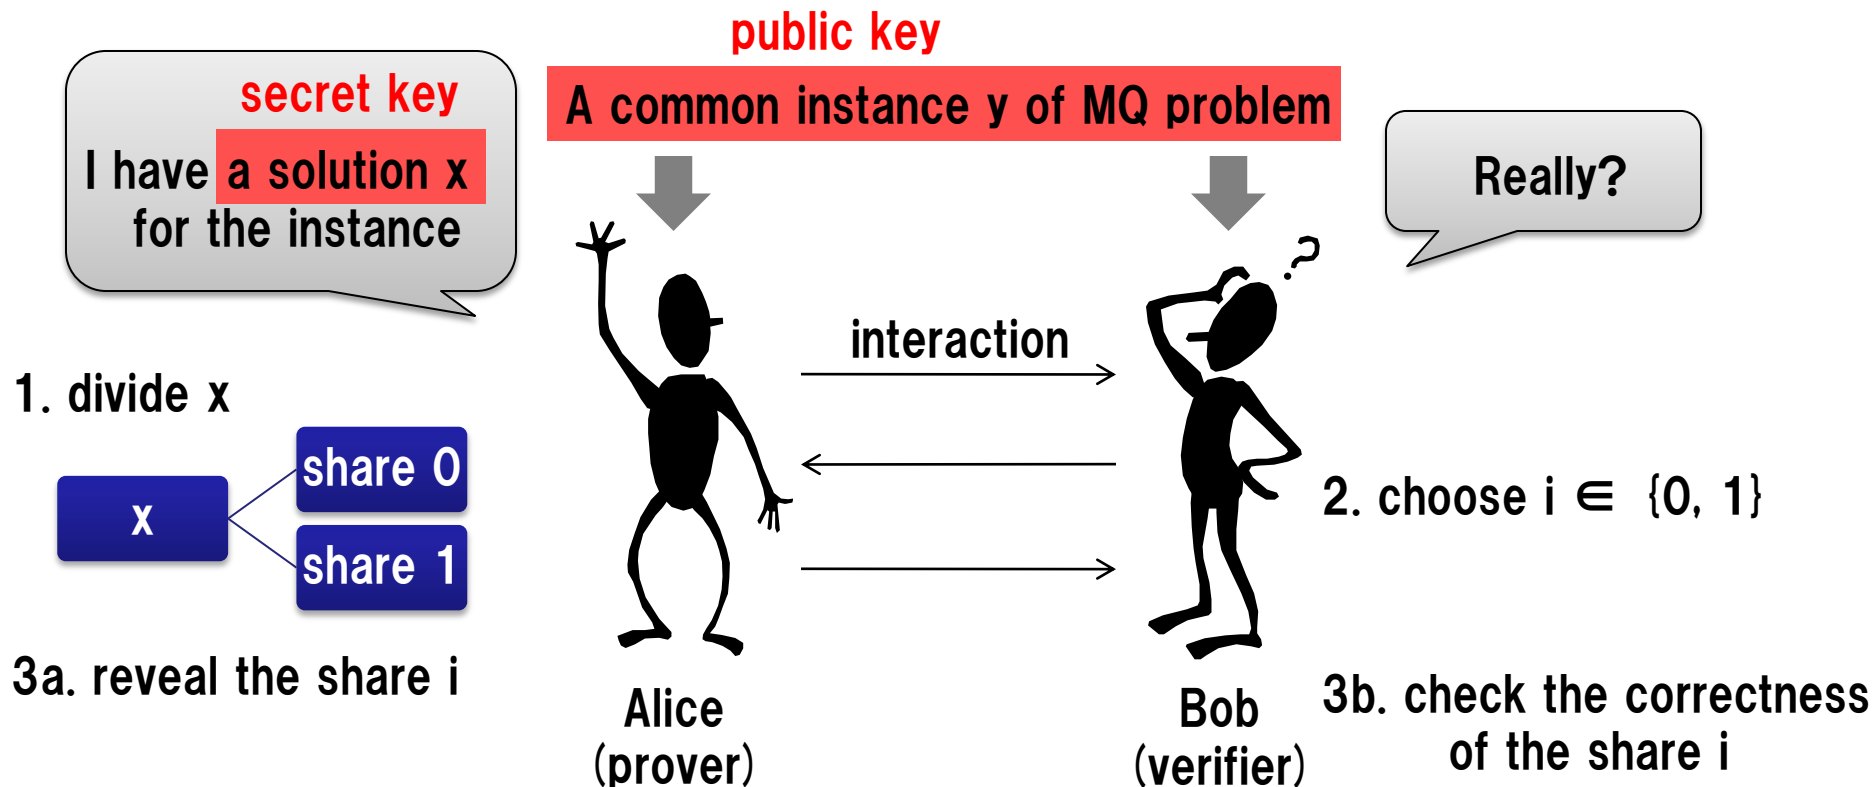 public key
A common instance y of MQ problem
secret key
I have a solution x
for the instance
Really?
?
interaction
1. divide x
x
share 0
share 1
2. choose i ∈ {0, 1}
3a. reveal the share i
Alice
(prover)
Bob
(verifier)
3b. check the correctness
of the share i